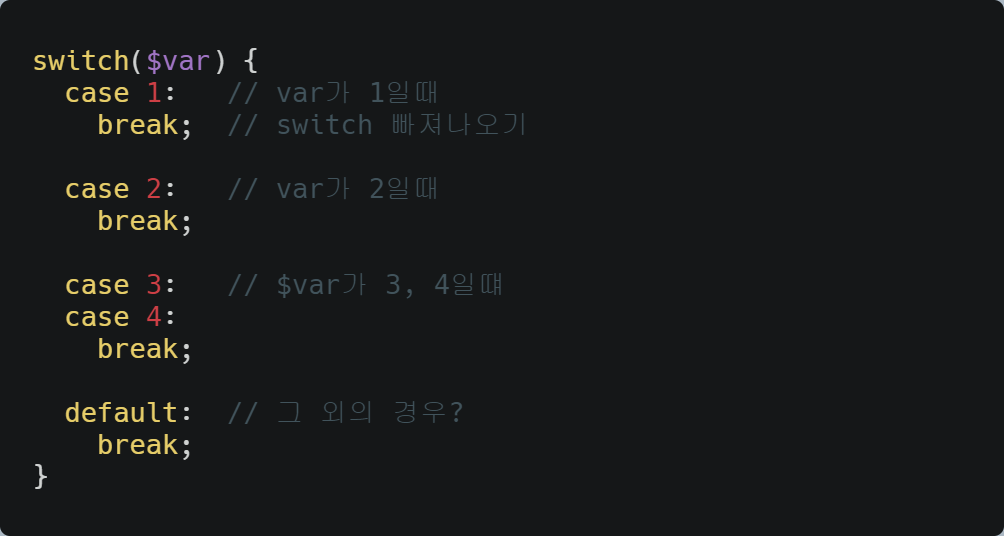 switch($var) {
  case 1:   // var가 1일때
    break;  // switch 빠져나오기
  case 2:   // var가 2일때
    break;
  case 3:   // $var가 3, 4일떄
  case 4:
    break;
  default:  // 그 외의 경우?
    break;
}